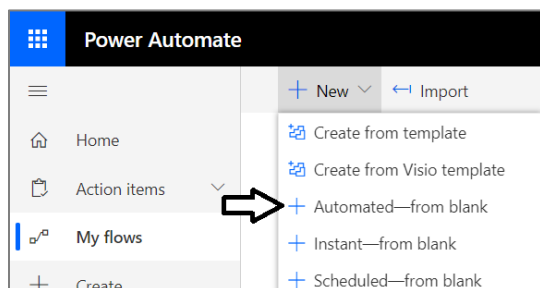 Power Automate
New
Import
Home
Create from template
Create from Visio template
Action items
Automated—from blank
My flows
Instant—from blank
Create
Scheduled—from blank